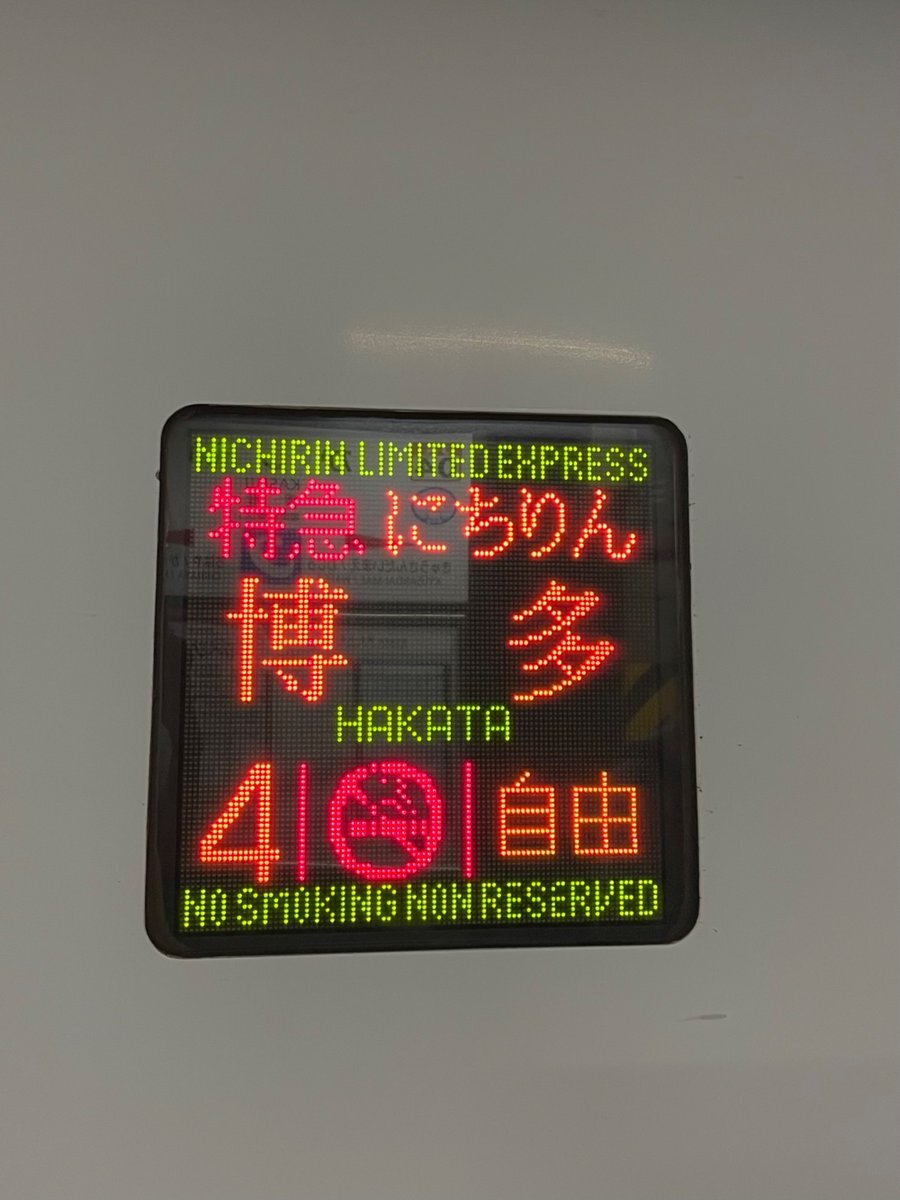 NICHIRIN LIMITED EXPRESS
特急 にちりん
博多
HAKATA
4 自由
NO SMOKING NON RESERVED